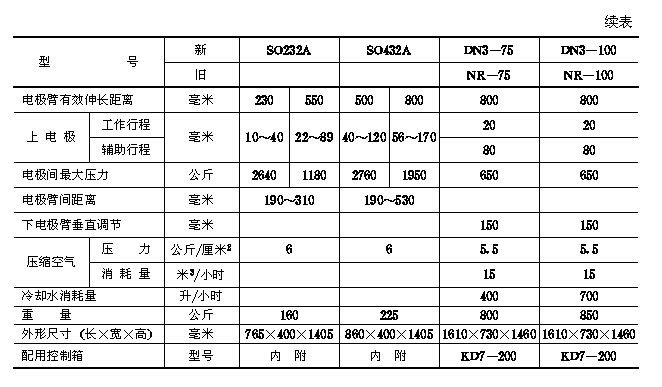 续表
型 号 新 SO232A SO432A DN3—75 DN3—100
旧 NR—75 NR—100
电极臂有效伸长距离 毫米 230 550 500 800 800 800
上电极 工作行程 毫米 10～40 22～89 40～120 56～170 20 20
辅助行程 80 80
电极间最大压力 公斤 2640 1180 2760 1950 650 650
电极臂间距离 毫米 190～310 190～530
下电极臂垂直调节 毫米 150 150
压缩空气 压力 公斤/厘米² 6 6 5.5 5.5
消耗量 米³/小时 15 15
冷却水消耗量 升/小时 400 700
重量 公斤 160 225 800 850
外形尺寸 (长×宽×高) 毫米 765×400×1405 860×400×1405 1610×730×1460 1610×730×1460
配用控制箱 型号 内附 内附 KD7—200 KD7—200